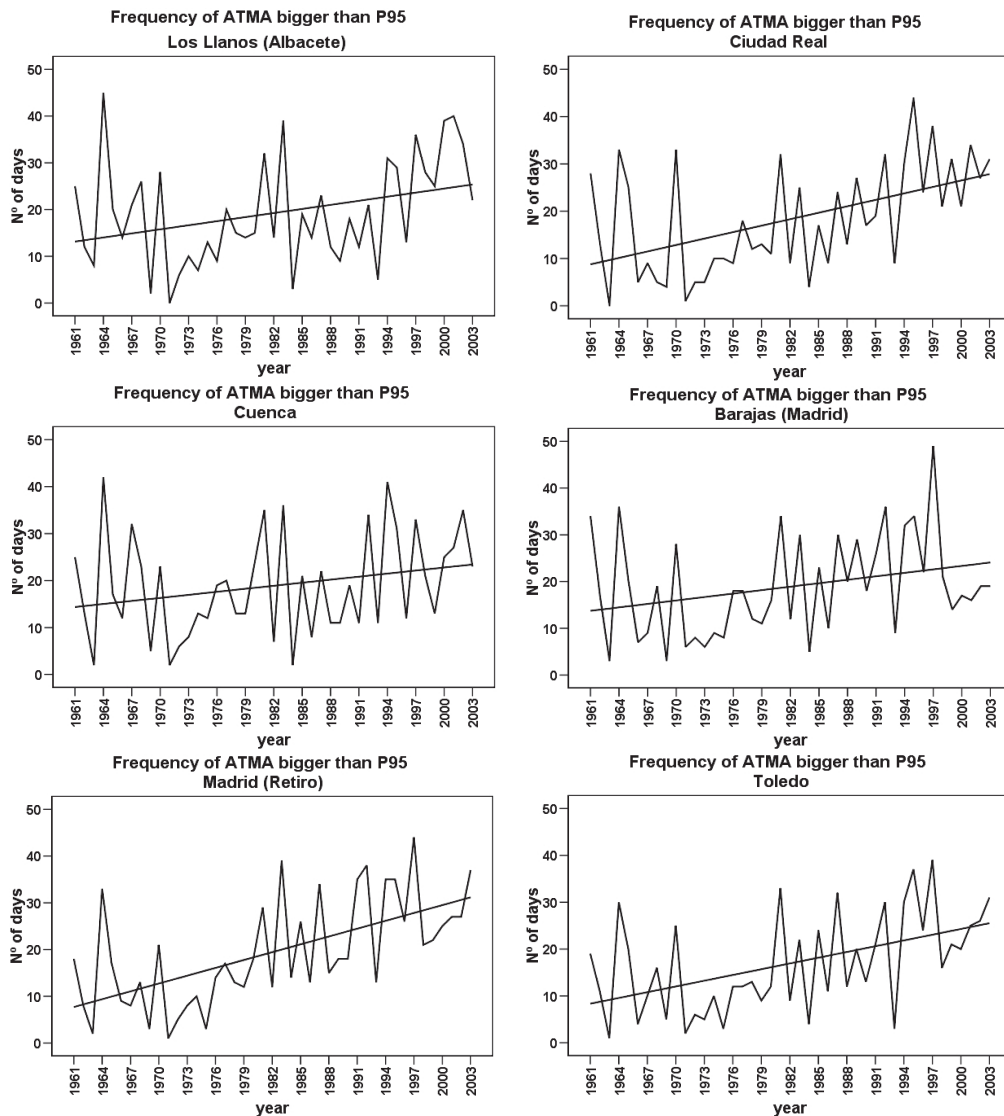 Frequency of ATMA bigger than P95
Los Llanos (Albacete)
Nº of days
50
40
30
20
10
0
1961 1964 1967 1970 1973 1976 1979 1982 1985 1988 1991 1994 1997 2000 2003
year
Frequency of ATMA bigger than P95
Ciudad Real
Nº of days
50
40
30
20
10
0
1961 1964 1967 1970 1973 1976 1979 1982 1985 1988 1991 1994 1997 2000 2003
year
Frequency of ATMA bigger than P95
Cuenca
Nº of days
50
40
30
20
10
0
1961 1964 1967 1970 1973 1976 1979 1982 1985 1988 1991 1994 1997 2000 2003
year
Frequency of ATMA bigger than P95
Barajas (Madrid)
Nº of days
50
40
30
20
10
0
1961 1964 1967 1970 1973 1976 1979 1982 1985 1988 1991 1994 1997 2000 2003
year
Frequency of ATMA bigger than P95
Madrid (Retiro)
Nº of days
50
40
30
20
10
0
1961 1964 1967 1970 1973 1976 1979 1982 1985 1988 1991 1994 1997 2000 2003
year
Frequency of ATMA bigger than P95
Toledo
Nº of days
50
40
30
20
10
0
1961 1964 1967 1970 1973 1976 1979 1982 1985 1988 1991 1994 1997 2000 2003
year